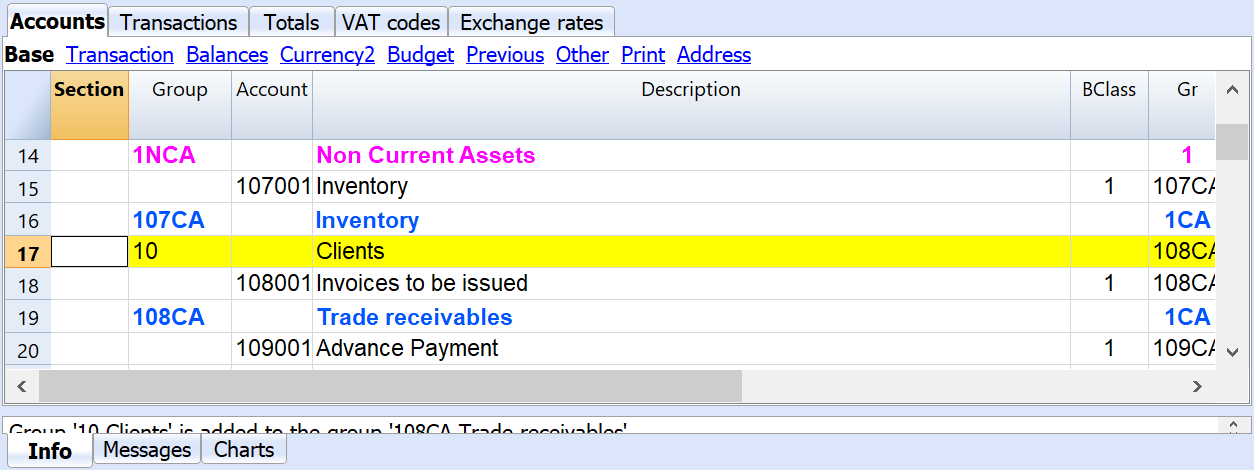 Accounts Transactions Totals VAT codes Exchange rates
Base Transaction Balances Currency2 Budget Previous Other Print Address
Section Group Account Description BClass Gr
14 1NCA Non Current Assets 1
15 107001 Inventory 1 107CA
16 107CA Inventory 1CA
17 10 Clients 108CA
18 108001 Invoices to be issued 1 108CA
19 108CA Trade receivables 1CA
20 109001 Advance Payment 1 109CA
Group '10 Clients' is added to the group '108CA Trade receivables'
Info Messages Charts